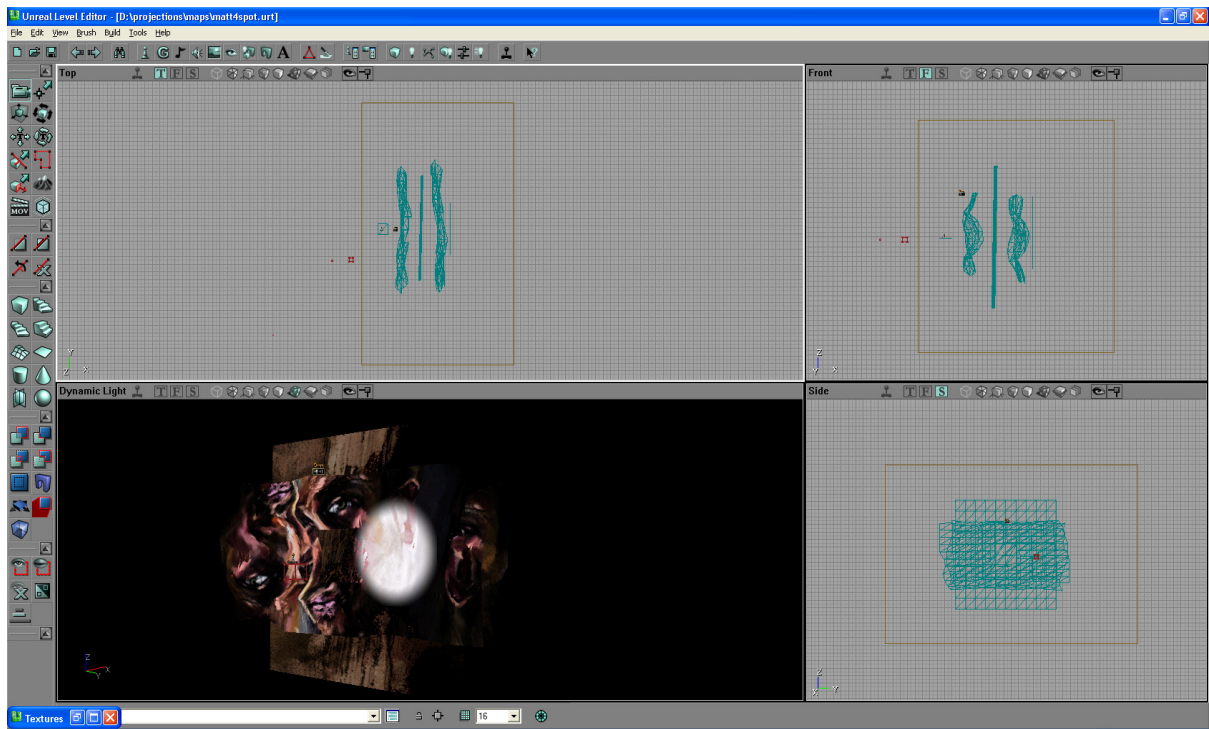 Unreal Level Editor - [D:\projections\maps\matt4spot.urt]
File Edit View Brush Build Tools Help
Top T F S
Front T F S
MOV
Y
Z X
Z
Y X
Dynamic Light T F S
Side T F S
Z
X
Y
Z
X Y
Textures 16